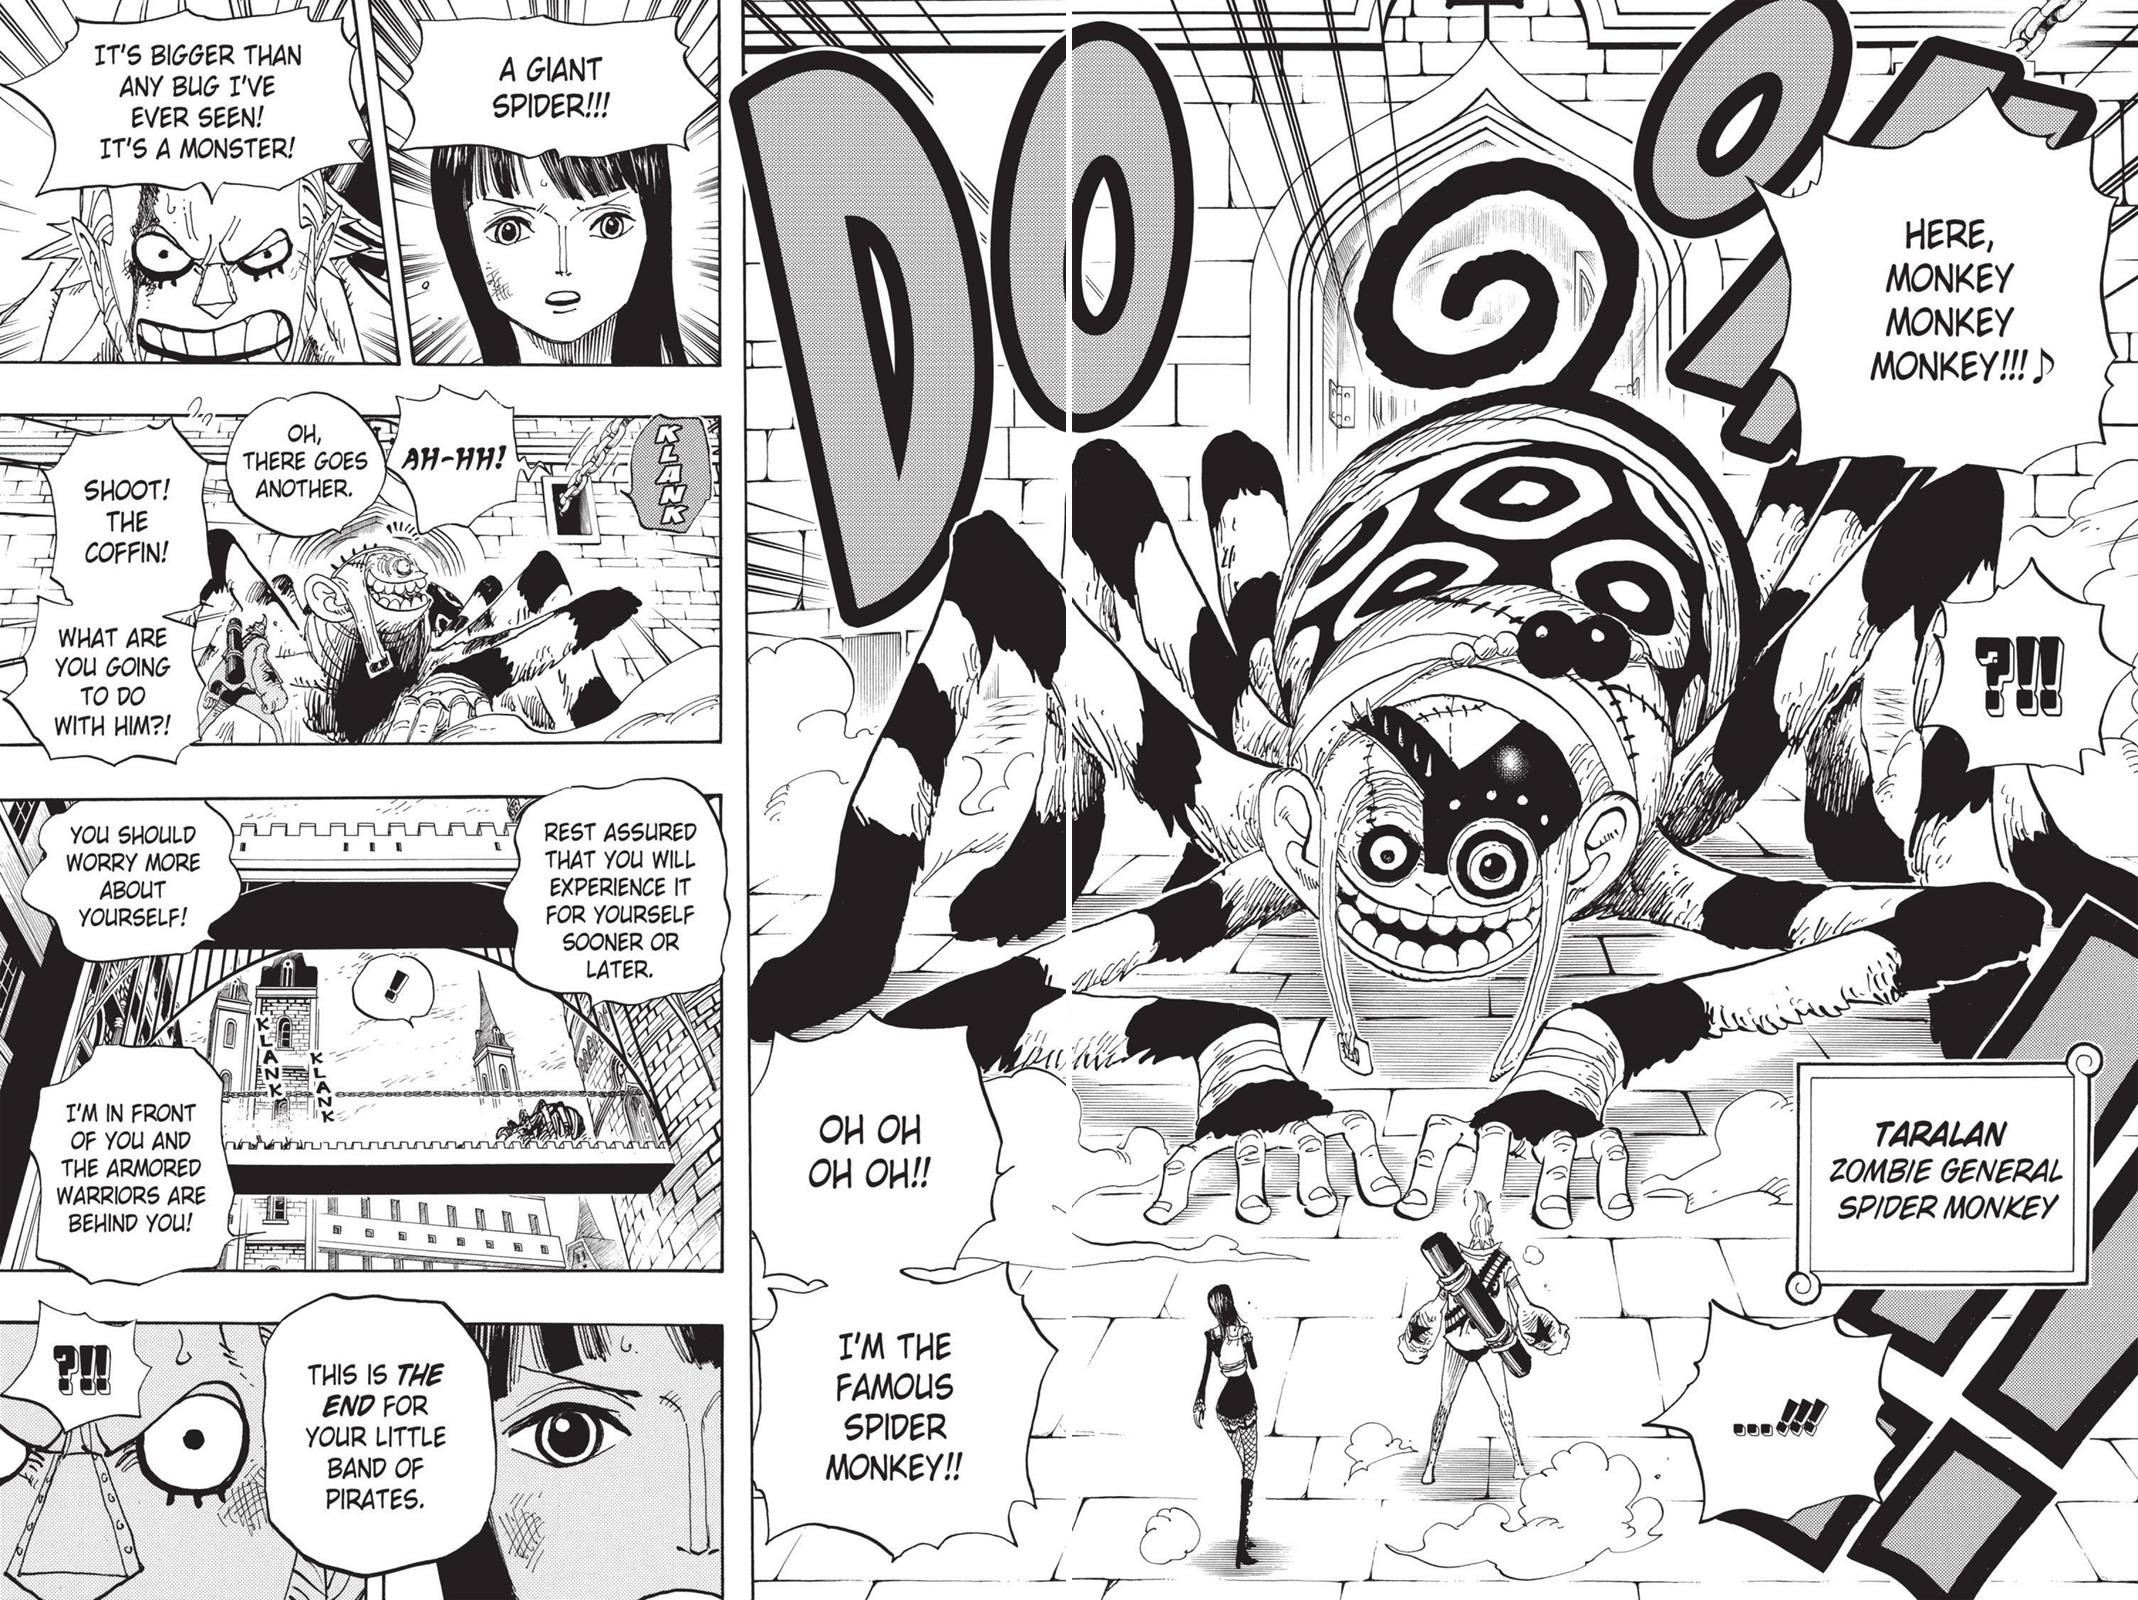 HERE,
MONKEY
MONKEY
MONKEY!!!♪
?!!
DOOM!!
TARALAN
ZOMBIE GENERAL
SPIDER MONKEY
...!!!
OH OH
OH OH!!
I'M THE
FAMOUS
SPIDER
MONKEY!!
A GIANT
SPIDER!!!
IT'S BIGGER THAN
ANY BUG I'VE
EVER SEEN!
IT'S A MONSTER!
KLANK
AH-HH!
OH,
THERE GOES
ANOTHER.
SHOOT!
THE
COFFIN!
WHAT ARE
YOU GOING
TO DO
WITH HIM?!
REST ASSURED
THAT YOU WILL
EXPERIENCE IT
FOR YOURSELF
SOONER OR
LATER.
YOU SHOULD
WORRY MORE
ABOUT
YOURSELF!
!
KLANK
KLANK
I'M IN FRONT
OF YOU AND
THE ARMORED
WARRIORS ARE
BEHIND YOU!
THIS IS THE
END FOR
YOUR LITTLE
BAND OF
PIRATES.
?!!